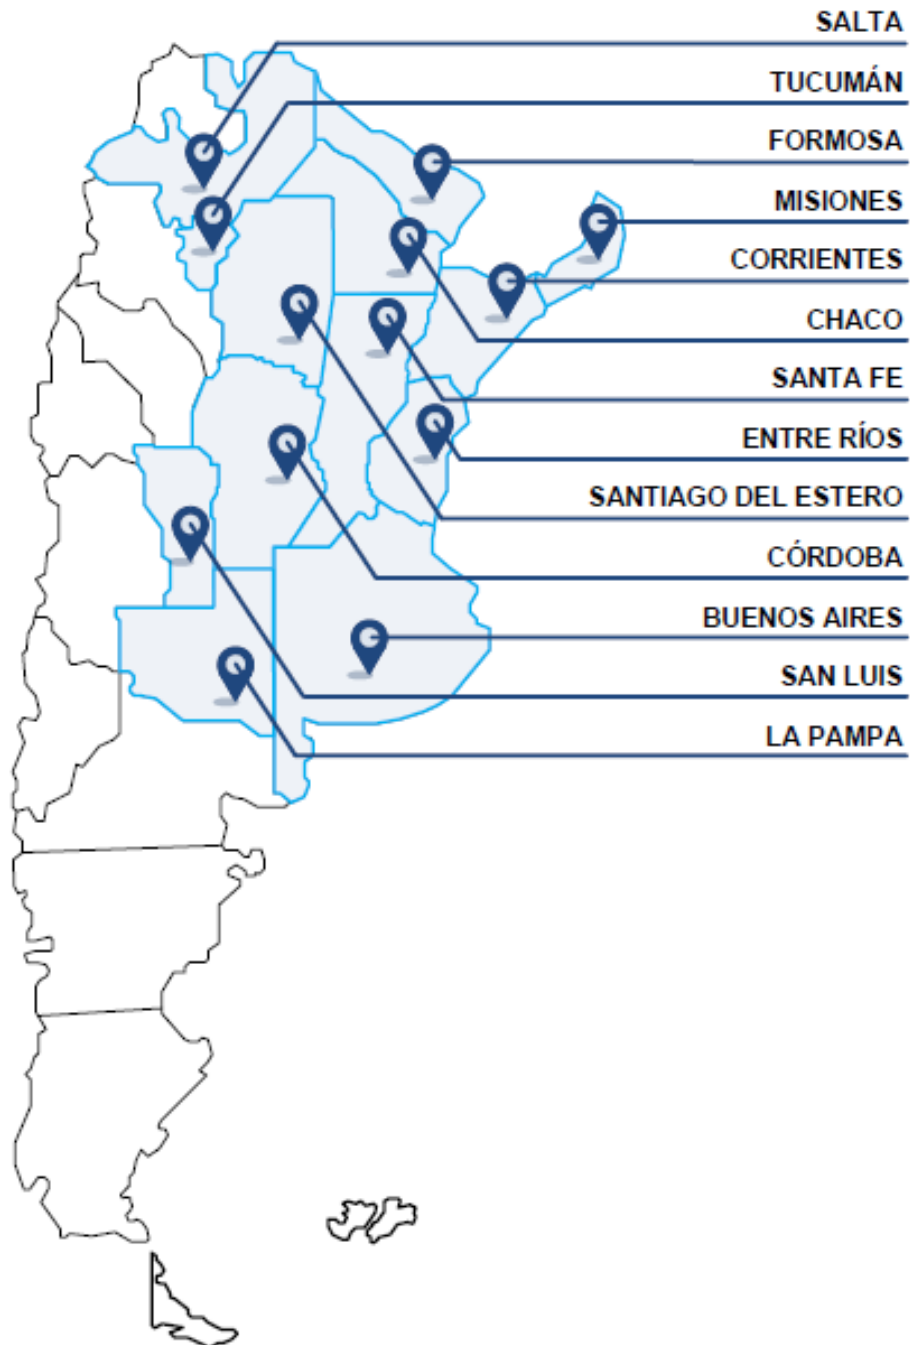 SALTA
TUCUMÁN
FORMOSA
MISIONES
CORRIENTES
CHACO
SANTA FE
ENTRE RÍOS
SANTIAGO DEL ESTERO
CÓRDOBA
BUENOS AIRES
SAN LUIS
LA PAMPA